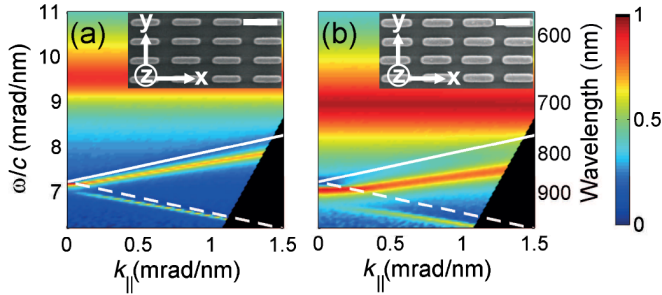 (a)
y
z
x
ω/c (mrad/nm)
11
10
9
8
7
0
0.5
1
1.5
k|| (mrad/nm)
(b)
y
z
x
600
700
800
900
Wavelength (nm)
0
0.5
1
1.5
k|| (mrad/nm)
1
0.5
0